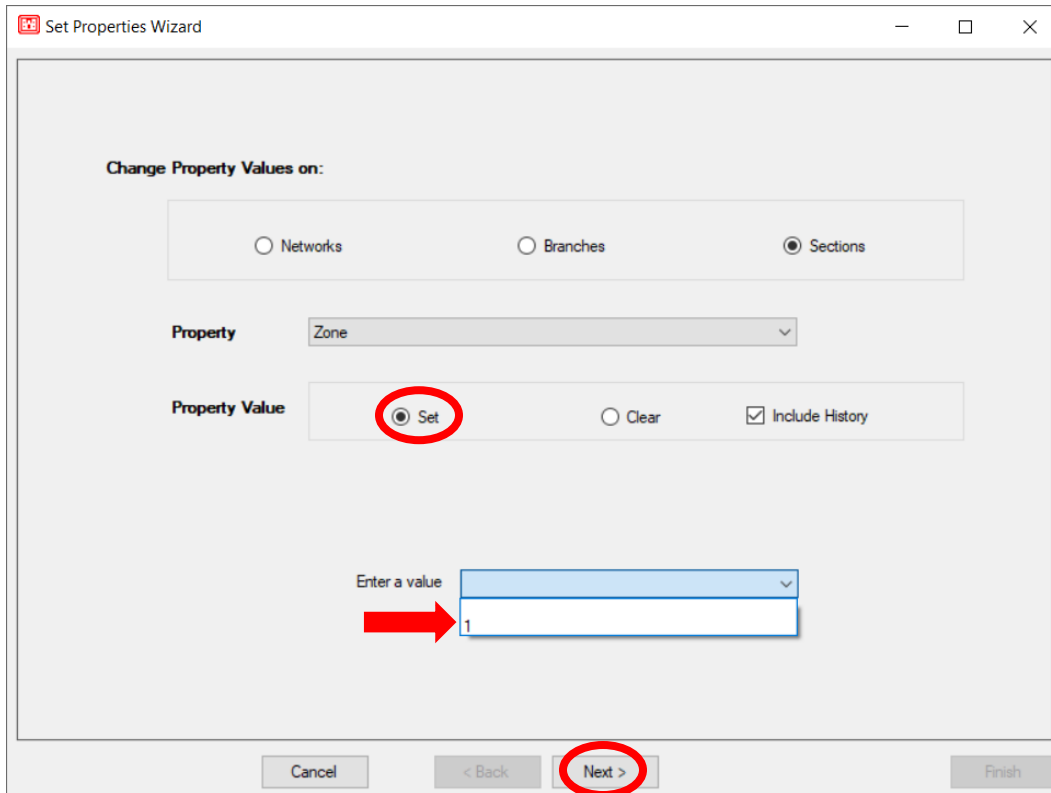 Set Properties Wizard
Change Property Values on:
Networks Branches Sections
Property Zone
Property Value Set Clear Include History
Enter a value
1
Cancel < Back Next > Finish